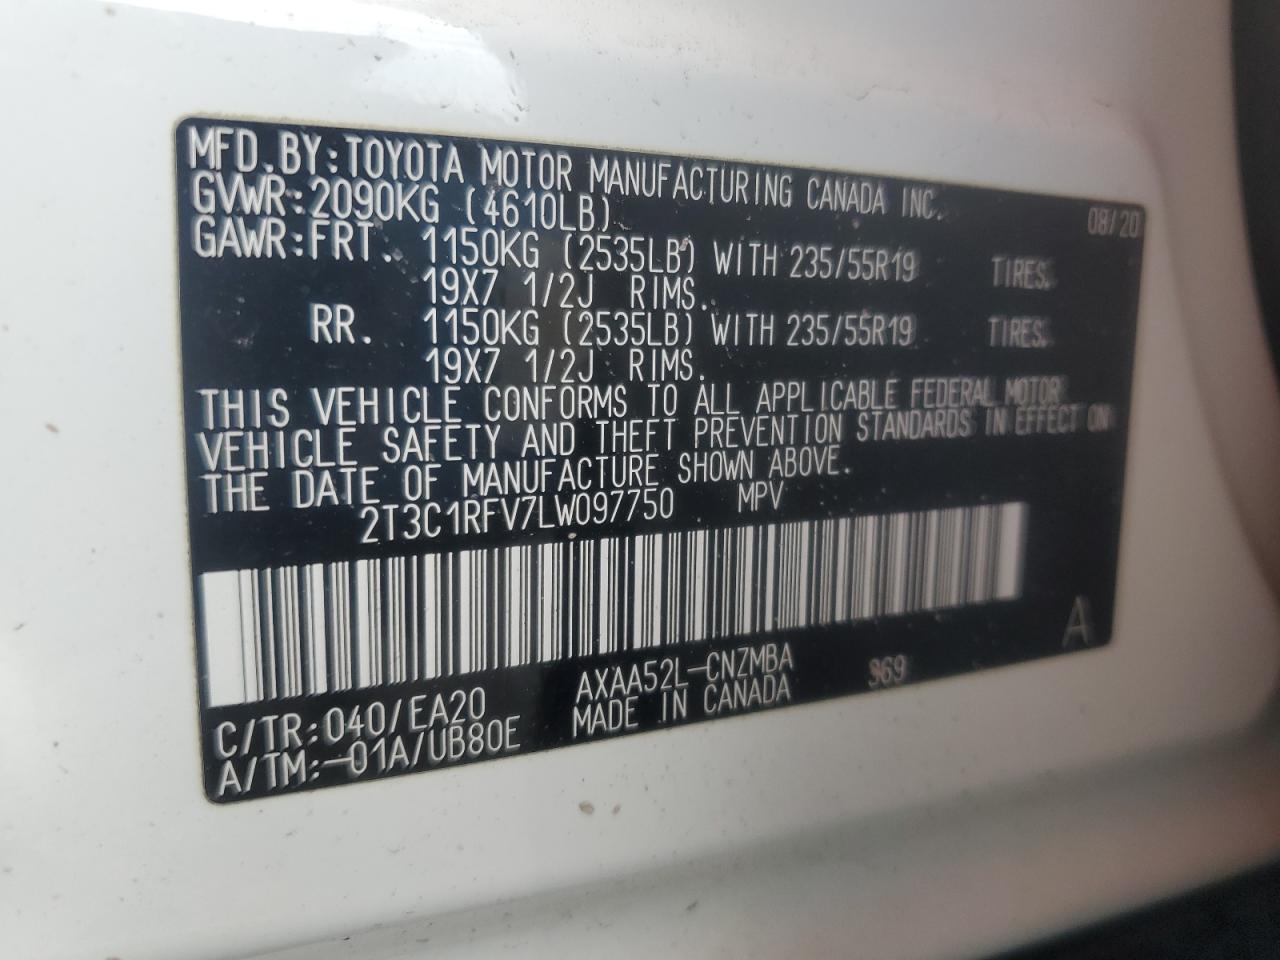 MFD.BY:TOYOTA MOTOR MANUFACTURING CANADA INC. 08/20
GVWR:2090KG (4610LB)
GAWR:FRT. 1150KG (2535LB) WITH 235/55R19 TIRES.
19X7 1/2J RIMS.
RR. 1150KG (2535LB) WITH 235/55R19 TIRES.
19X7 1/2J RIMS.
THIS VEHICLE CONFORMS TO ALL APPLICABLE FEDERAL MOTOR
VEHICLE SAFETY AND THEFT PREVENTION STANDARDS IN EFFECT ON
THE DATE OF MANUFACTURE SHOWN ABOVE.
2T3C1RFV7LW097750 MPV
A
C/TR:040/EA20 AXAA52L-CNZMBA 969
A/TM:-01A/UB80E MADE IN CANADA